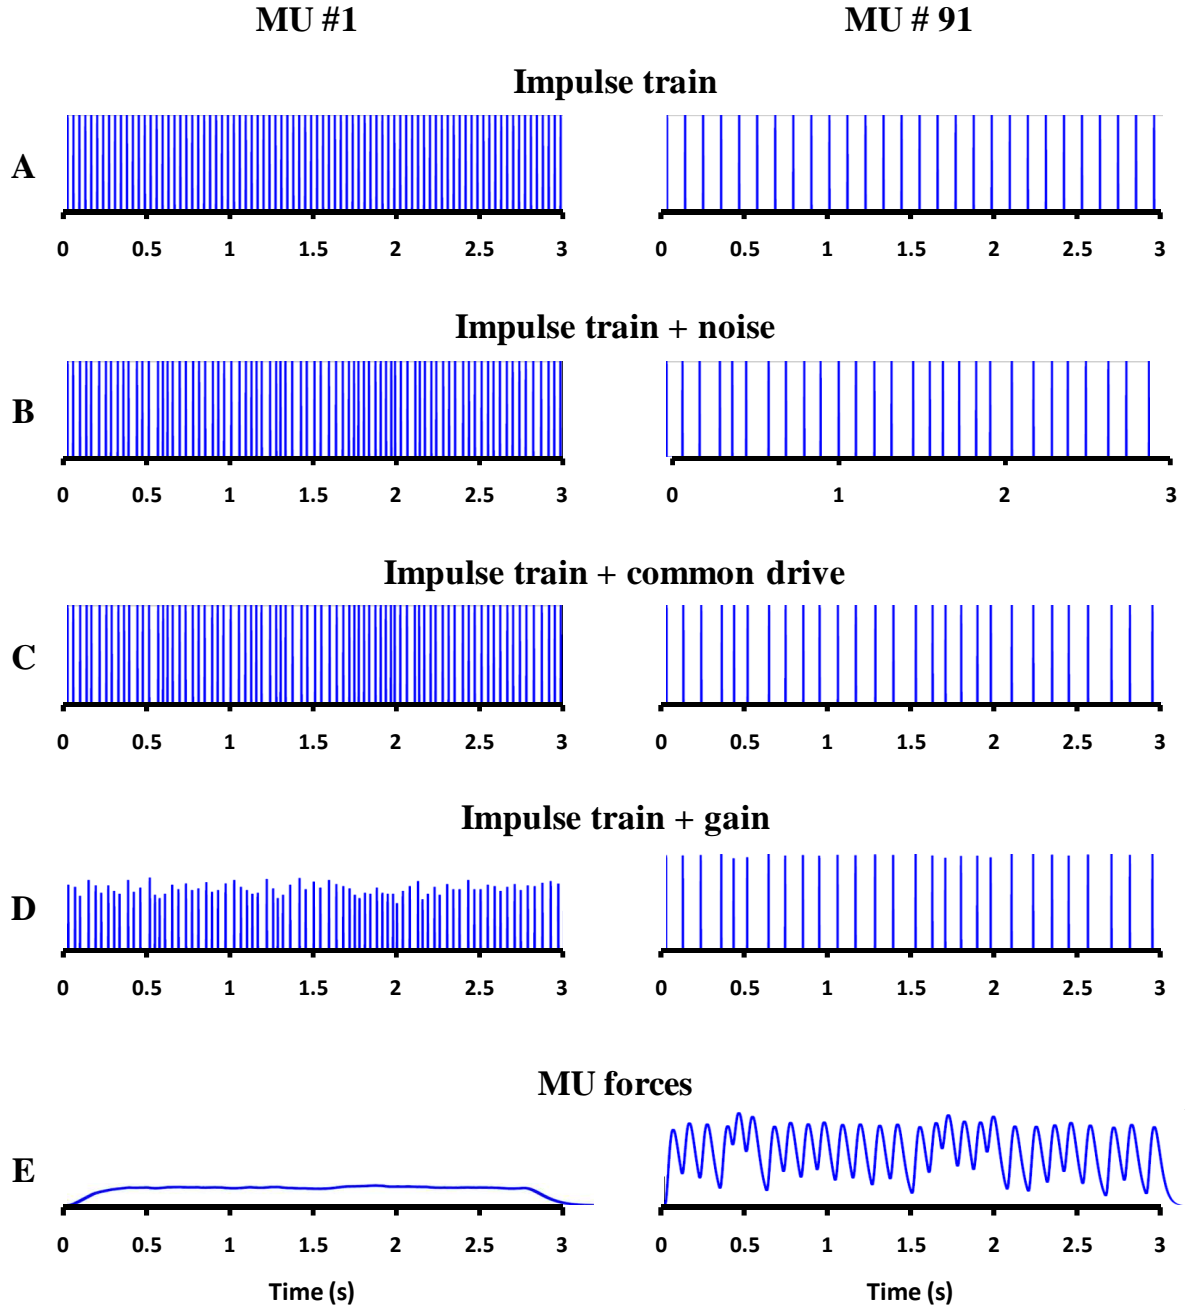 MU #1 MU # 91
Impulse train
A
0 0.5 1 1.5 2 2.5 3 0 0.5 1 1.5 2 2.5 3
Impulse train + noise
B
0 0.5 1 1.5 2 2.5 3 0 1 2 3
Impulse train + common drive
C
0 0.5 1 1.5 2 2.5 3 0 0.5 1 1.5 2 2.5 3
Impulse train + gain
D
0 0.5 1 1.5 2 2.5 3 0 0.5 1 1.5 2 2.5 3
MU forces
E
0 0.5 1 1.5 2 2.5 3 0 0.5 1 1.5 2 2.5 3
Time (s) Time (s)